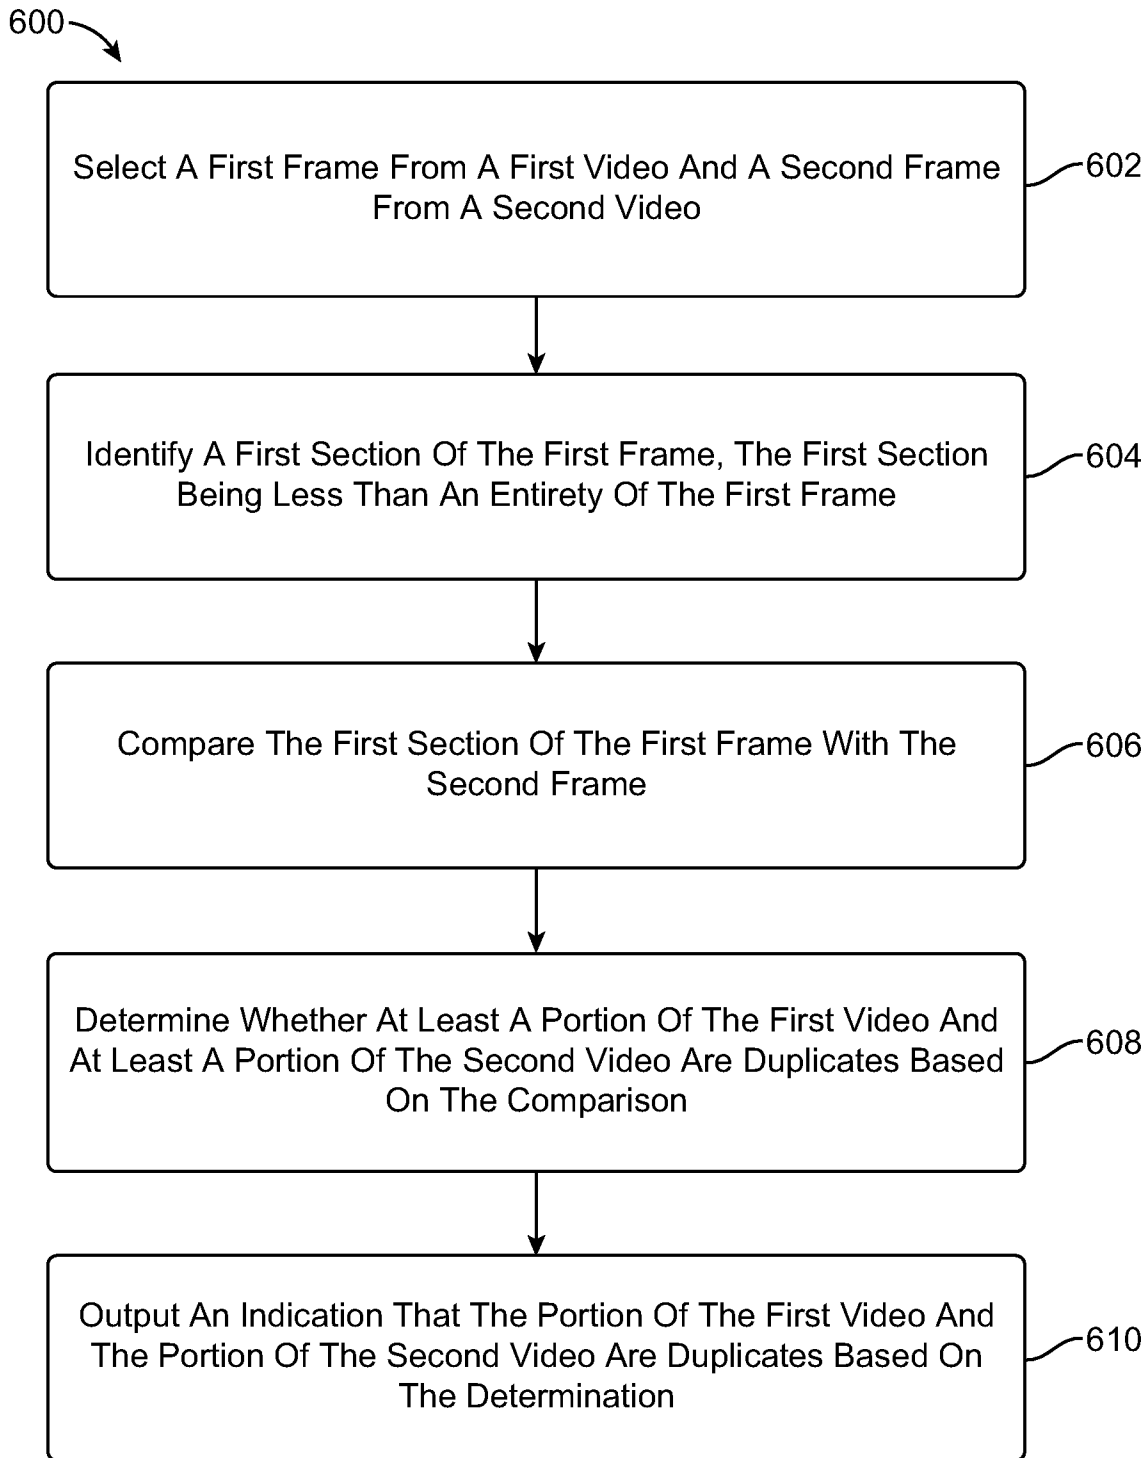 600
Select A First Frame From A First Video And A Second Frame
From A Second Video
602
Identify A First Section Of The First Frame, The First Section
Being Less Than An Entirety Of The First Frame
604
Compare The First Section Of The First Frame With The
Second Frame
606
Determine Whether At Least A Portion Of The First Video And
At Least A Portion Of The Second Video Are Duplicates Based
On The Comparison
608
Output An Indication That The Portion Of The First Video And
The Portion Of The Second Video Are Duplicates Based On
The Determination
610